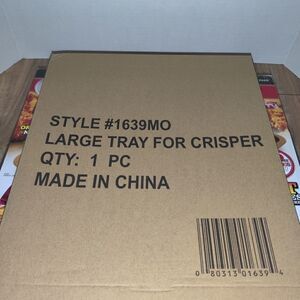 STYLE #1639MO
LARGE TRAY FOR CRISPER
QTY: 1 PC
MADE IN CHINA
0 80313 01639 4